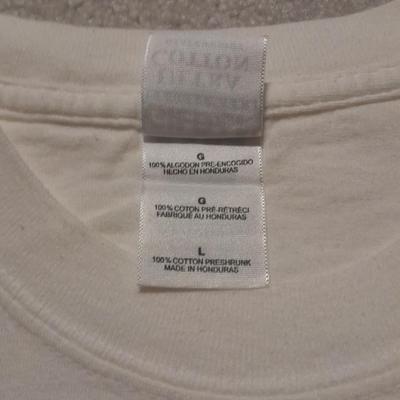 G
100% ALGODON PRE-ENCOGIDO
HECHO EN HONDURAS
G
100% COTON PRÉ-RÉTRÉCI
FABRIQUÉ AU HONDURAS
L
100% COTTON PRESHRUNK
MADE IN HONDURAS
ULTRA
COTTON